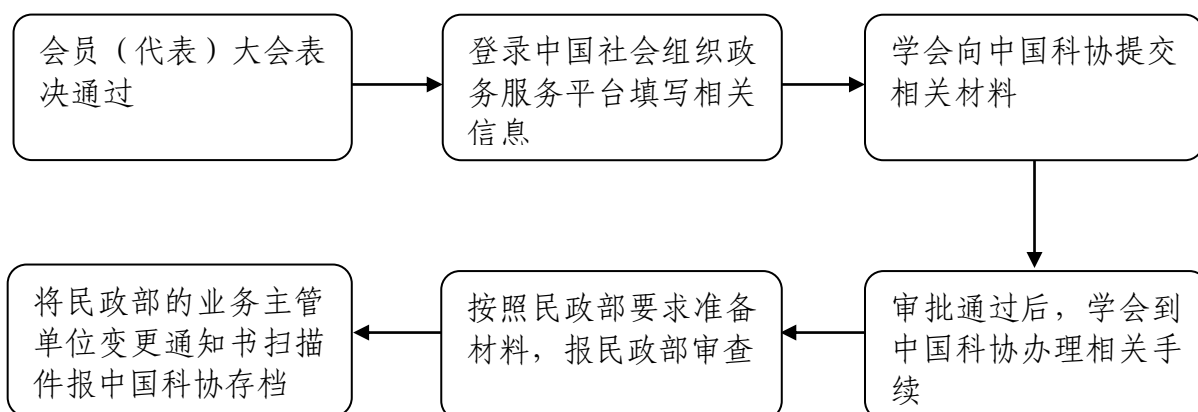 会员（代表）大会表
决通过
登录中国社会组织政
务服务平台填写相关
信息
学会向中国科协提交
相关材料
审批通过后，学会到
中国科协办理相关手
续
按照民政部要求准备
材料，报民政部审查
将民政部的业务主管
单位变更通知书扫描
件报中国科协存档